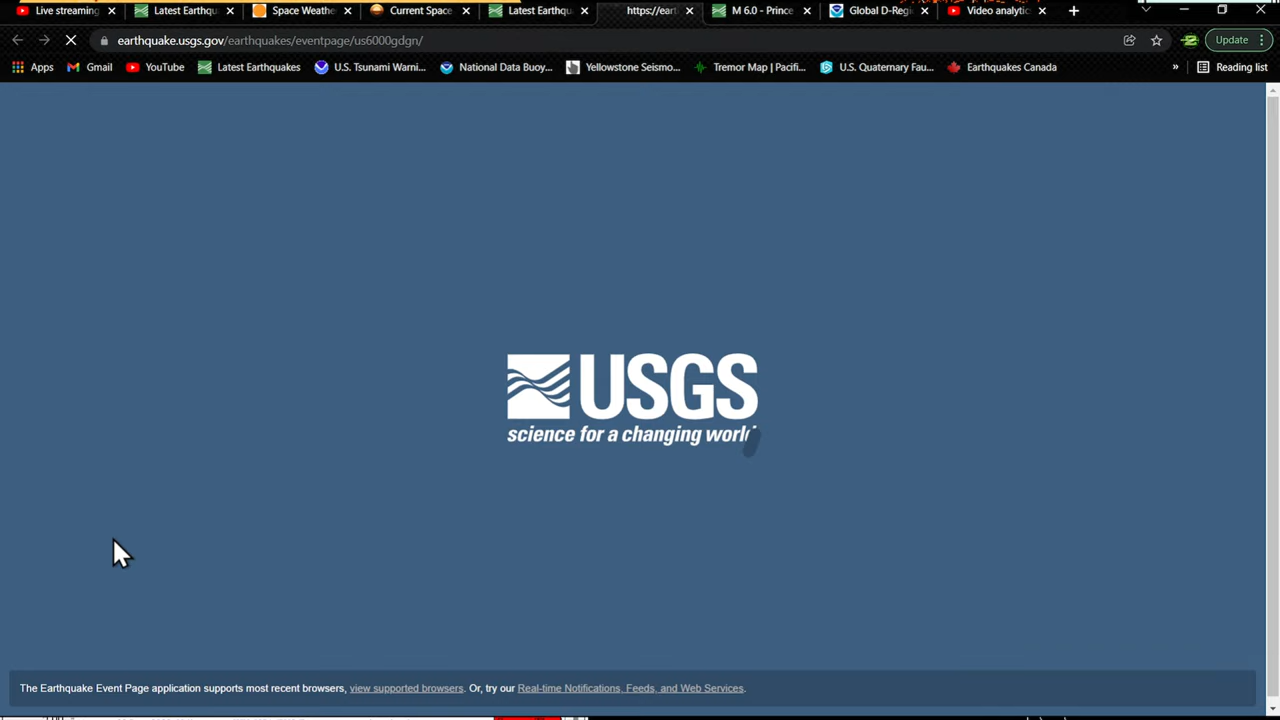 Live streaming
Latest Earthqu
Space Weathe
Current Space
Latest Earthqu
https://eart
M 6.0 - Prince
Global D-Regi
Video analytic
earthquake.usgs.gov/earthquakes/eventpage/us6000gdgn/
Update
Apps
Gmail
YouTube
Latest Earthquakes
U.S. Tsunami Warni...
National Data Buoy...
Yellowstone Seismo...
Tremor Map | Pacifi...
U.S. Quaternary Fau...
Earthquakes Canada
»
Reading list
USGS
science for a changing world
The Earthquake Event Page application supports most recent browsers, view supported browsers. Or, try our Real-time Notifications, Feeds, and Web Services.